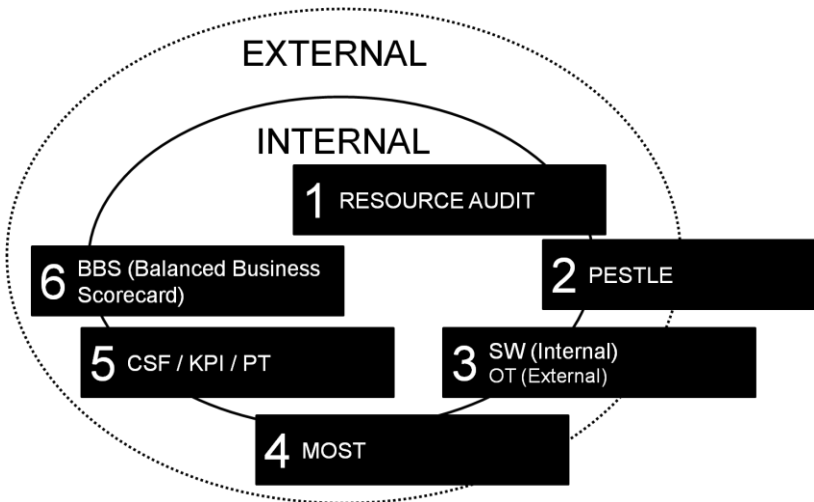 EXTERNAL
INTERNAL
1 RESOURCE AUDIT
2 PESTLE
3 SW (Internal)
OT (External)
4 MOST
5 CSF / KPI / PT
6 BBS (Balanced Business
Scorecard)